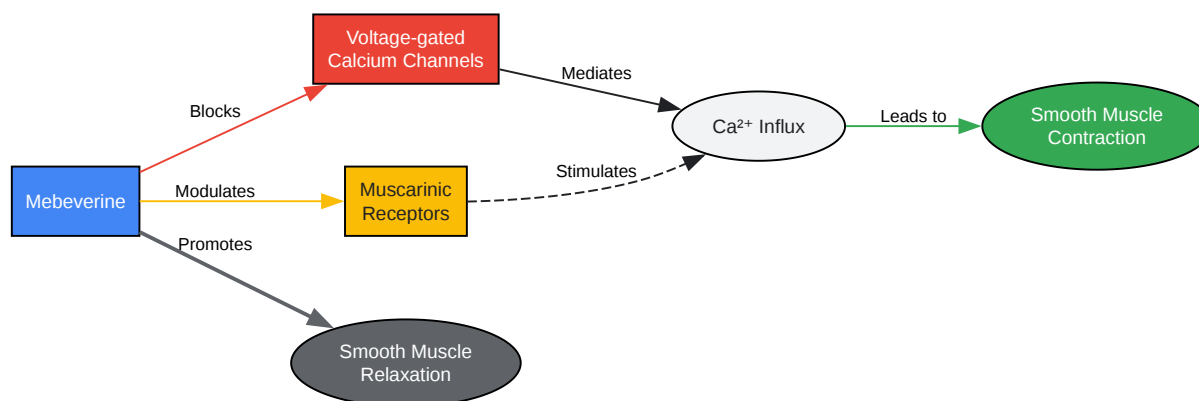 Voltage-gated
Calcium Channels
Mediates
Blocks
Ca²⁺ Influx
Leads to
Smooth Muscle
Contraction
Mebeverine
Modulates
Muscarinic
Receptors
Stimulates
Promotes
Smooth Muscle
Relaxation